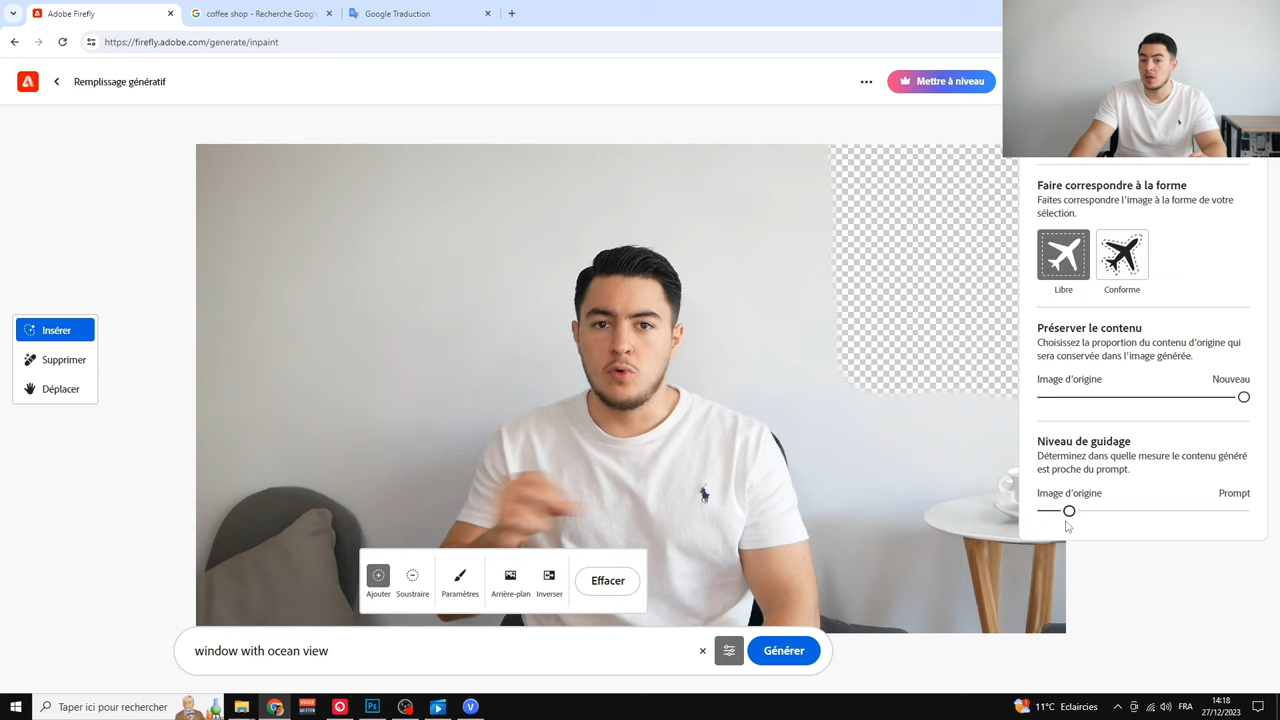 Adobe Firefly
coffee shop - Recherche Google
Google Traduction
https://firefly.adobe.com/generate/inpaint
Remplissage génératif
Mettre à niveau
Faire correspondre à la forme
Faites correspondre l'image à la forme de votre
sélection.
Libre
Conforme
Préserver le contenu
Choisissez la proportion du contenu d'origine qui
sera conservée dans l'image générée.
Image d'origine
Nouveau
Niveau de guidage
Déterminez dans quelle mesure le contenu généré
est proche du prompt.
Image d'origine
Prompt
Insérer
Supprimer
Déplacer
Ajouter
Soustraire
Paramètres
Arrière-plan
Inverser
Effacer
window with ocean view
Générer
Taper ici pour rechercher
11°C Eclaircies
FRA
14:18
27/12/2023